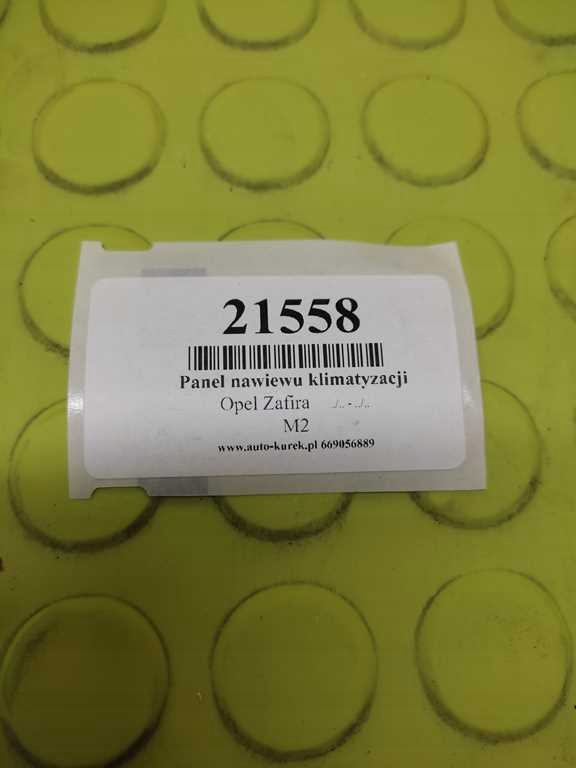 21558
Panel nawiewu klimatyzacji
Opel Zafira ../.. - ../..
M2
www.auto-kurek.pl 669056889